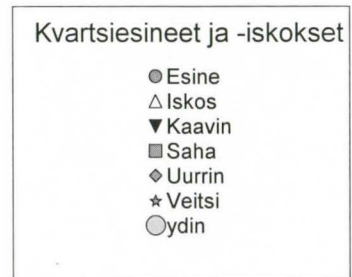 Kvartsiesineet ja -iskokset
Esine
Iskos
Kaavin
Saha
Uurrin
Veitsi
ydin